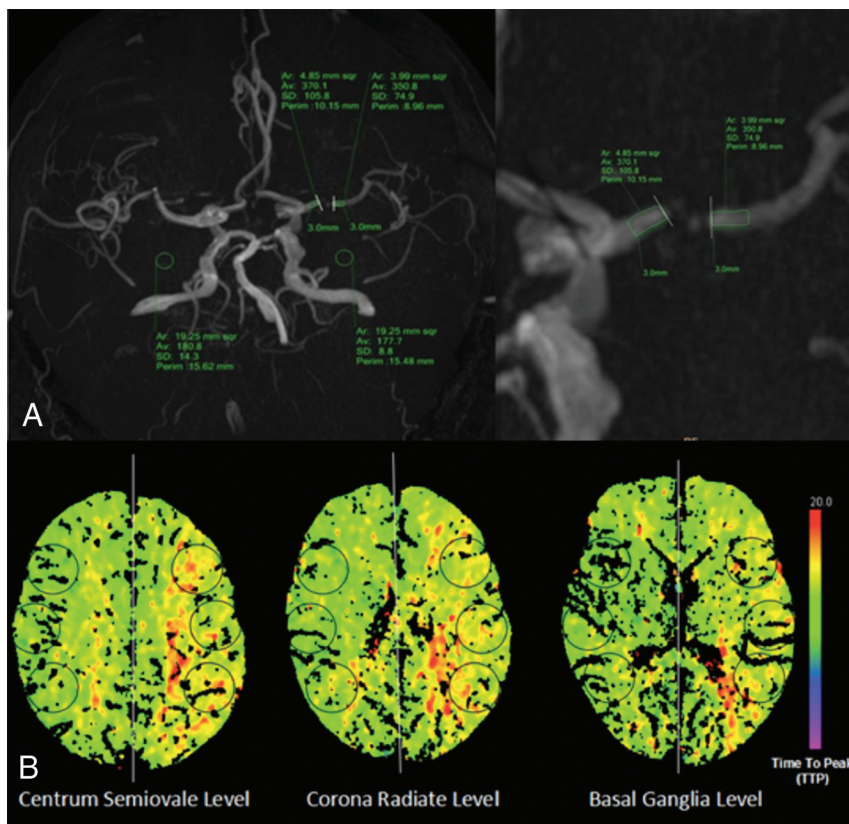 Ar: 4.85 mm sqr
Av: 370.1
SD: 105.8
Perim :10.15 mm
Ar: 3.99 mm sqr
Av: 350.8
SD: 74.9
Perim :8.96 mm
3.0mm
3.0mm
Ar: 19.25 mm sqr
Av: 180.8
SD: 14.3
Perim :15.62 mm
Ar: 19.25 mm sqr
Av: 177.7
SD: 8.8
Perim :15.48 mm
A
Ar: 4.85 mm sqr
Av: 370.1
SD: 105.8
Perim :10.15 mm
Ar: 3.99 mm sqr
Av: 350.8
SD: 74.9
Perim :8.96 mm
3.0mm
3.0mm
20.0
Time To Peak
(TTP)
B
Centrum Semiovale Level
Corona Radiate Level
Basal Ganglia Level